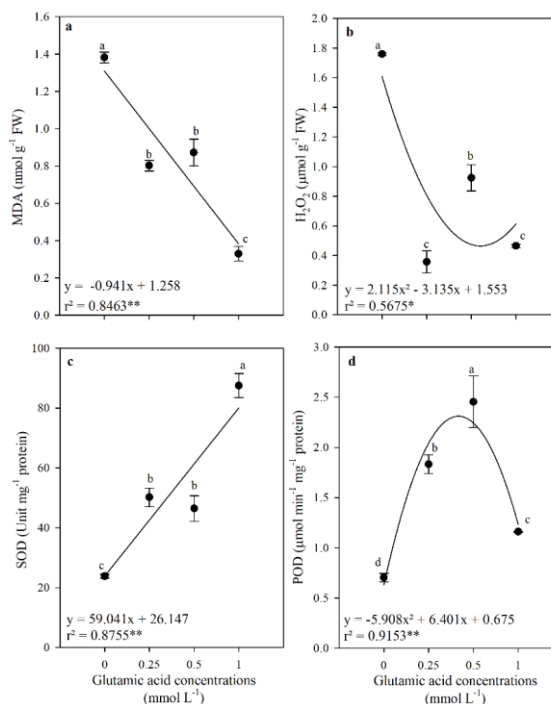 a
MDA (nmol g⁻¹ FW)
1.6
1.4
1.2
1.0
0.8
0.6
0.4
0.2
0.0
a
b
b
c
y = -0.941x + 1.258
r² = 0.8463**
b
H₂O₂ (µmol g⁻¹ FW)
2.0
1.8
1.6
1.4
1.2
1.0
0.8
0.6
0.4
0.2
0.0
a
c
b
c
y = 2.115x² - 3.135x + 1.553
r² = 0.5675*
c
SOD (Unit mg⁻¹ protein)
100
80
60
40
20
0
c
b
b
a
y = 59,041x + 26.147
r² = 0.8755**
0 0.25 0.5 1
Glutamic acid concentrations
(mmol L⁻¹)
d
POD (µmol min⁻¹ mg⁻¹ protein)
3.0
2.5
2.0
1.5
1.0
0.5
0.0
d
b
a
c
y = -5.908x² + 6.401x + 0.675
r² = 0.9153**
0 0.25 0.5 1
Glutamic acid concentrations
(mmol L⁻¹)